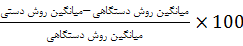 میانگین روش دستگاهی−میانگین روش دستی
میانگین روش دستگاهی
× 100